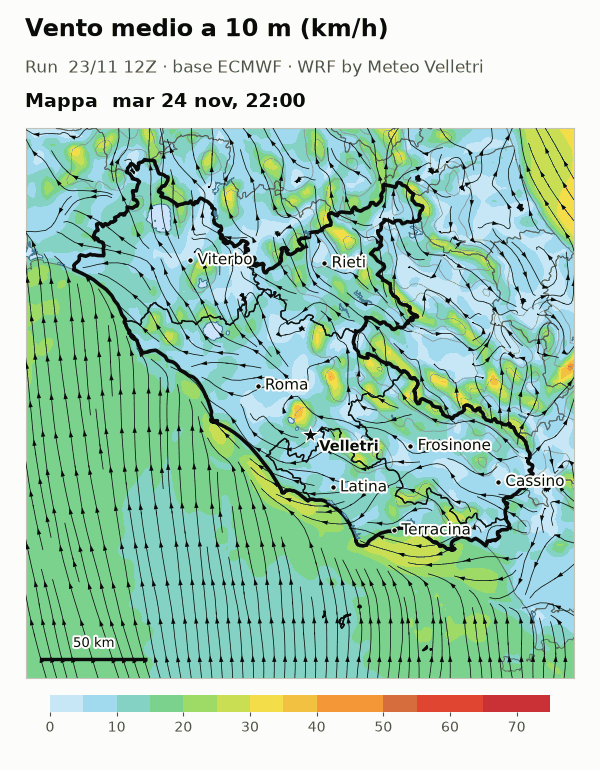 Vento medio a 10 m (km/h)
Run 23/11 12Z · base ECMWF · WRF by Meteo Velletri
Mappa mar 24 nov, 22:00
Viterbo
Rieti
Roma
Velletri
Frosinone
Cassino
Latina
Terracina
50 km
0 10 20 30 40 50 60 70